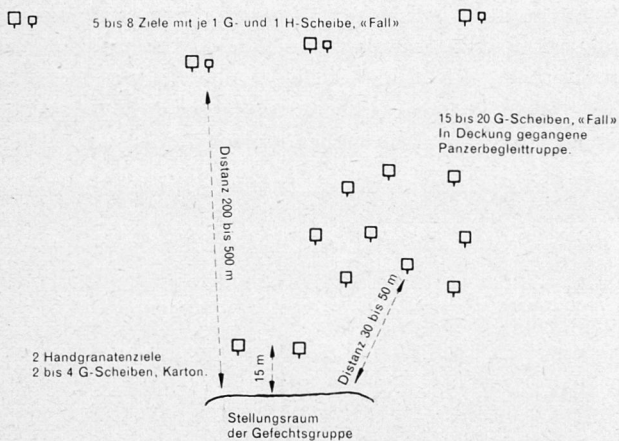 5 bis 8 Ziele mit je 1 G- und 1 H-Scheibe, «Fall»
15 bis 20 G-Scheiben, «Fall»
In Deckung gegangene
Panzerbegleittruppe.
Distanz 200 bis
500 m
Distanz 30 bis 50 m
2 Handgranatenziele
2 bis 4 G-Scheiben, Karton.
15 m
Stellungsraum
der Gefechtsgruppe